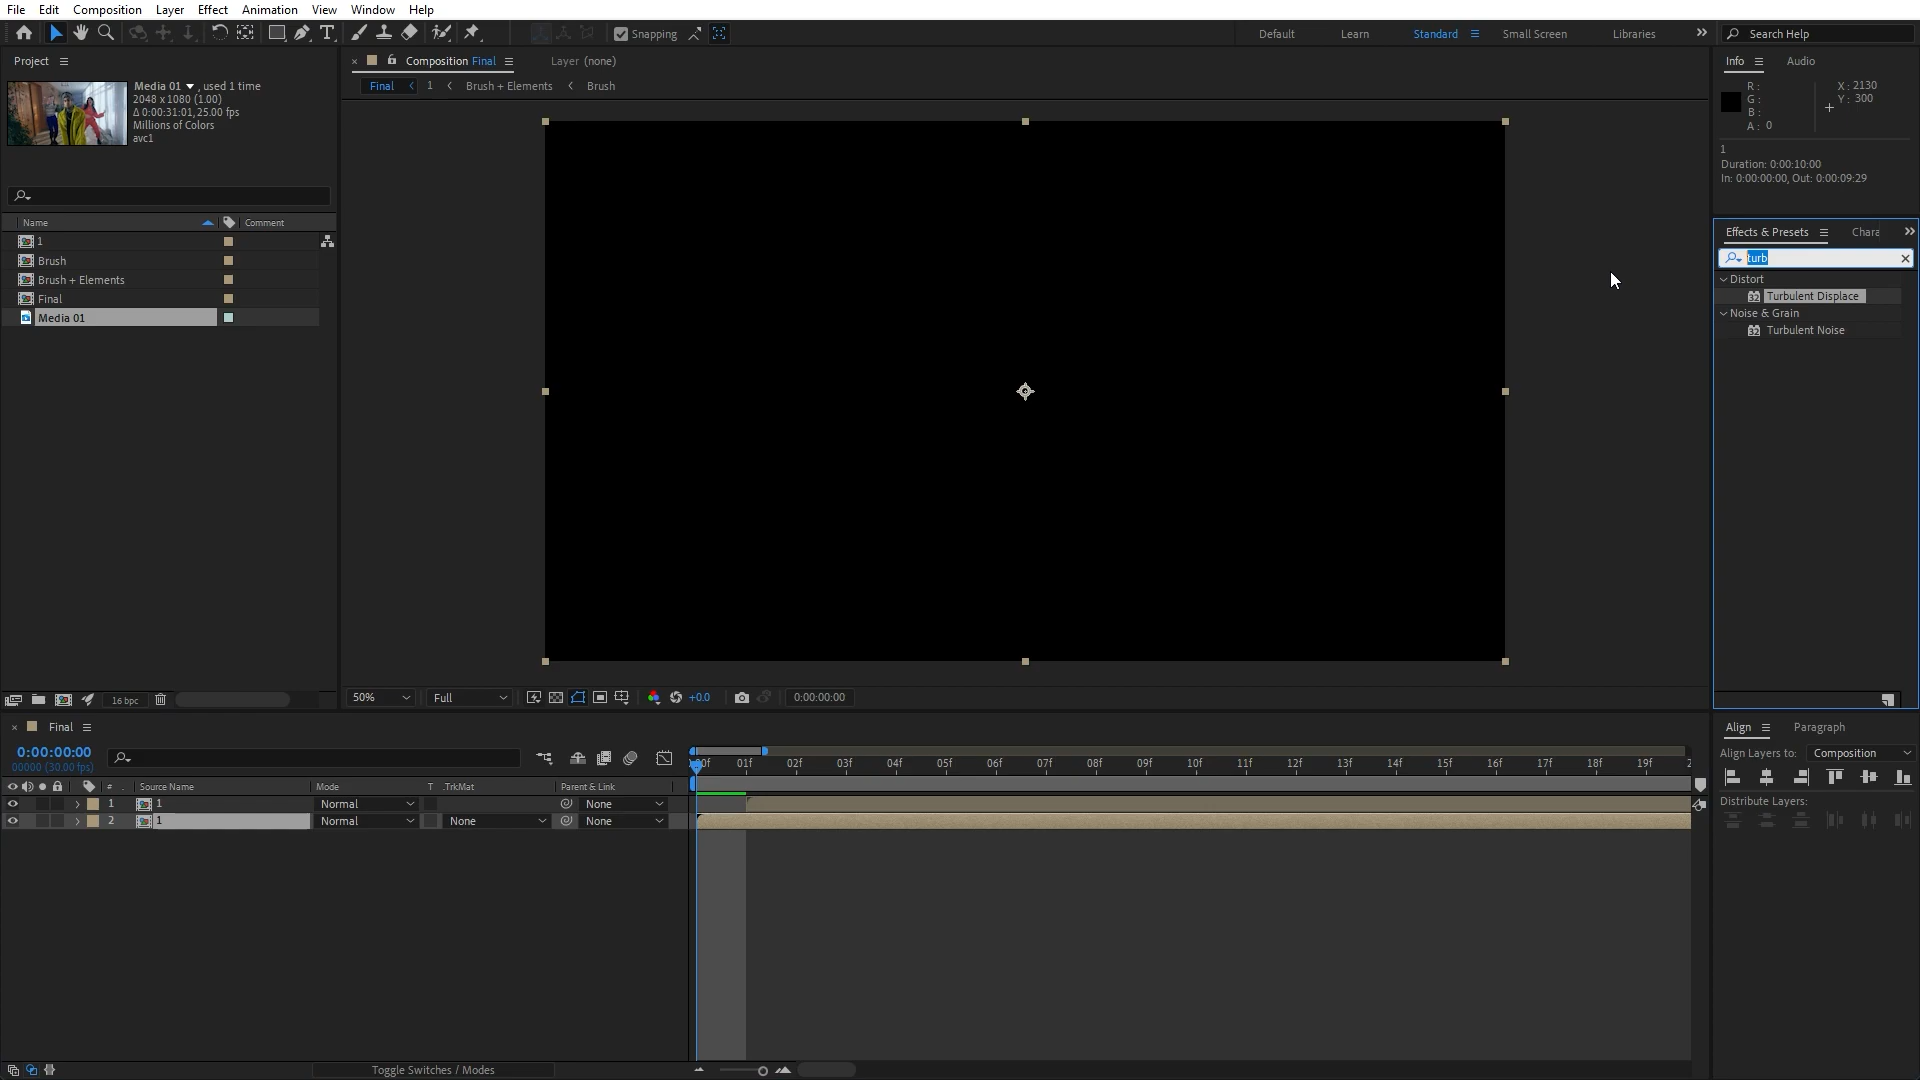 File Edit Composition Layer Effect Animation View Window Help
Snapping
Default Learn Standard Small Screen Libraries Search Help
Project
Composition Final Layer (none)
Info Audio
Final 1 Brush + Elements Brush
Media 01 , used 1 time
2048 x 1080 (1.00)
Δ 0:00:31:01, 25.00 fps
Millions of Colors
avc1
R :
G :
B :
A : 0
X : 2130
Y : 300
1
Duration: 0:00:10:00
In: 0:00:00:00, Out: 0:00:09:29
Name Comment
1
Brush
Brush + Elements
Final
Media 01
Effects & Presets Chara
turb
Distort
Turbulent Displace
Noise & Grain
Turbulent Noise
16 bpc
50% Full +0.0 0:00:00:00
Final
0:00:00:00
00000 (30.00 fps)
:00f 01f 02f 03f 04f 05f 06f 07f 08f 09f 10f 11f 12f 13f 14f 15f 16f 17f 18f 19f 2
# . Source Name Mode T .TrkMat Parent & Link
1 1 Normal None
2 1 Normal None None
Toggle Switches / Modes
Align Paragraph
Align Layers to: Composition
Distribute Layers: